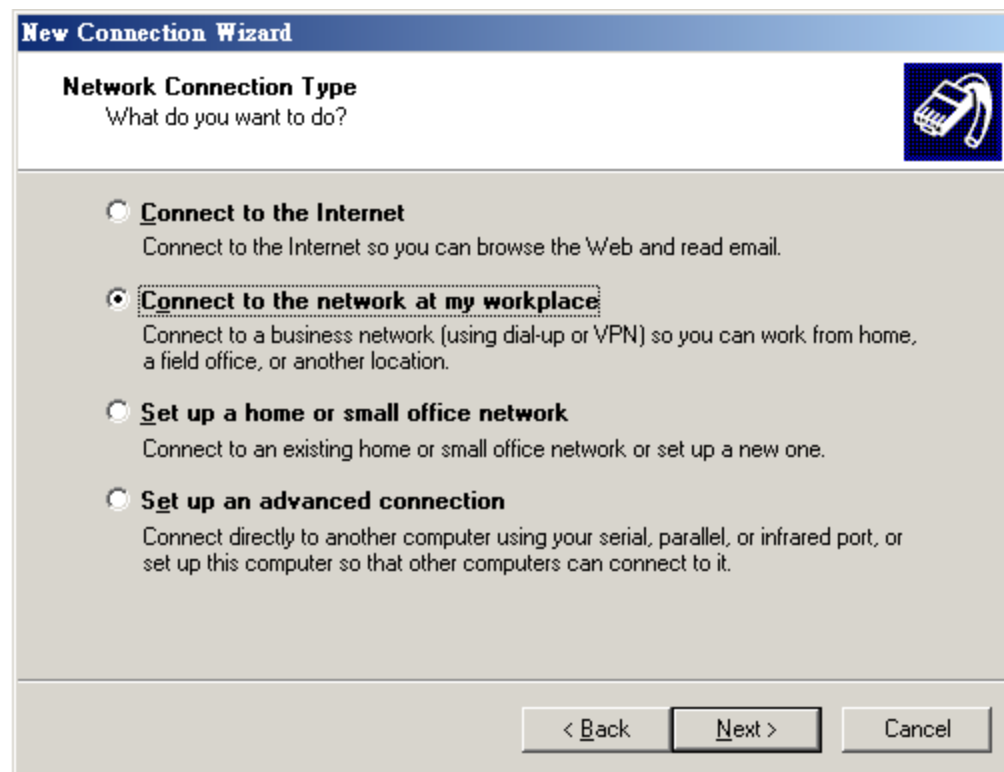 New Connection Wizard
Network Connection Type
What do you want to do?
Connect to the Internet
Connect to the Internet so you can browse the Web and read email.
Connect to the network at my workplace
Connect to a business network (using dial-up or VPN) so you can work from home,
a field office, or another location.
Set up a home or small office network
Connect to an existing home or small office network or set up a new one.
Set up an advanced connection
Connect directly to another computer using your serial, parallel, or infrared port, or
set up this computer so that other computers can connect to it.
< Back Next > Cancel